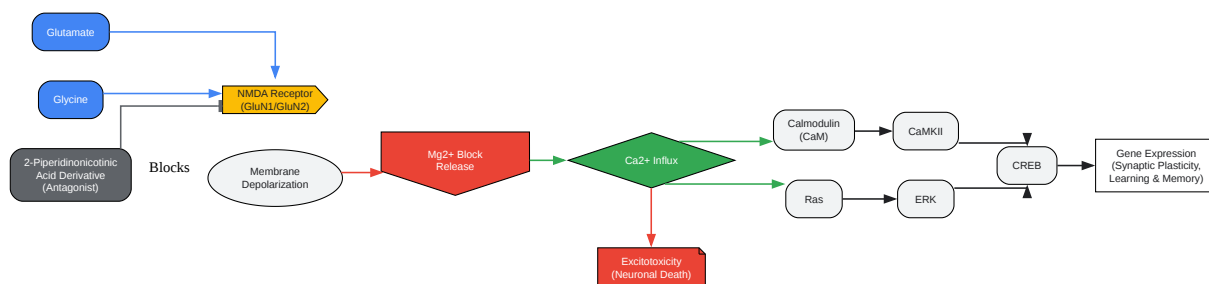 Glutamate
Glycine
NMDA Receptor
(GluN1/GluN2)
2-Piperidinonicotinic
Acid Derivative
(Antagonist)
Blocks
Membrane
Depolarization
Mg2+ Block
Release
Ca2+ Influx
Calmodulin
(CaM)
CaMKII
Ras
ERK
CREB
Gene Expression
(Synaptic Plasticity,
Learning & Memory)
Excitotoxicity
(Neuronal Death)